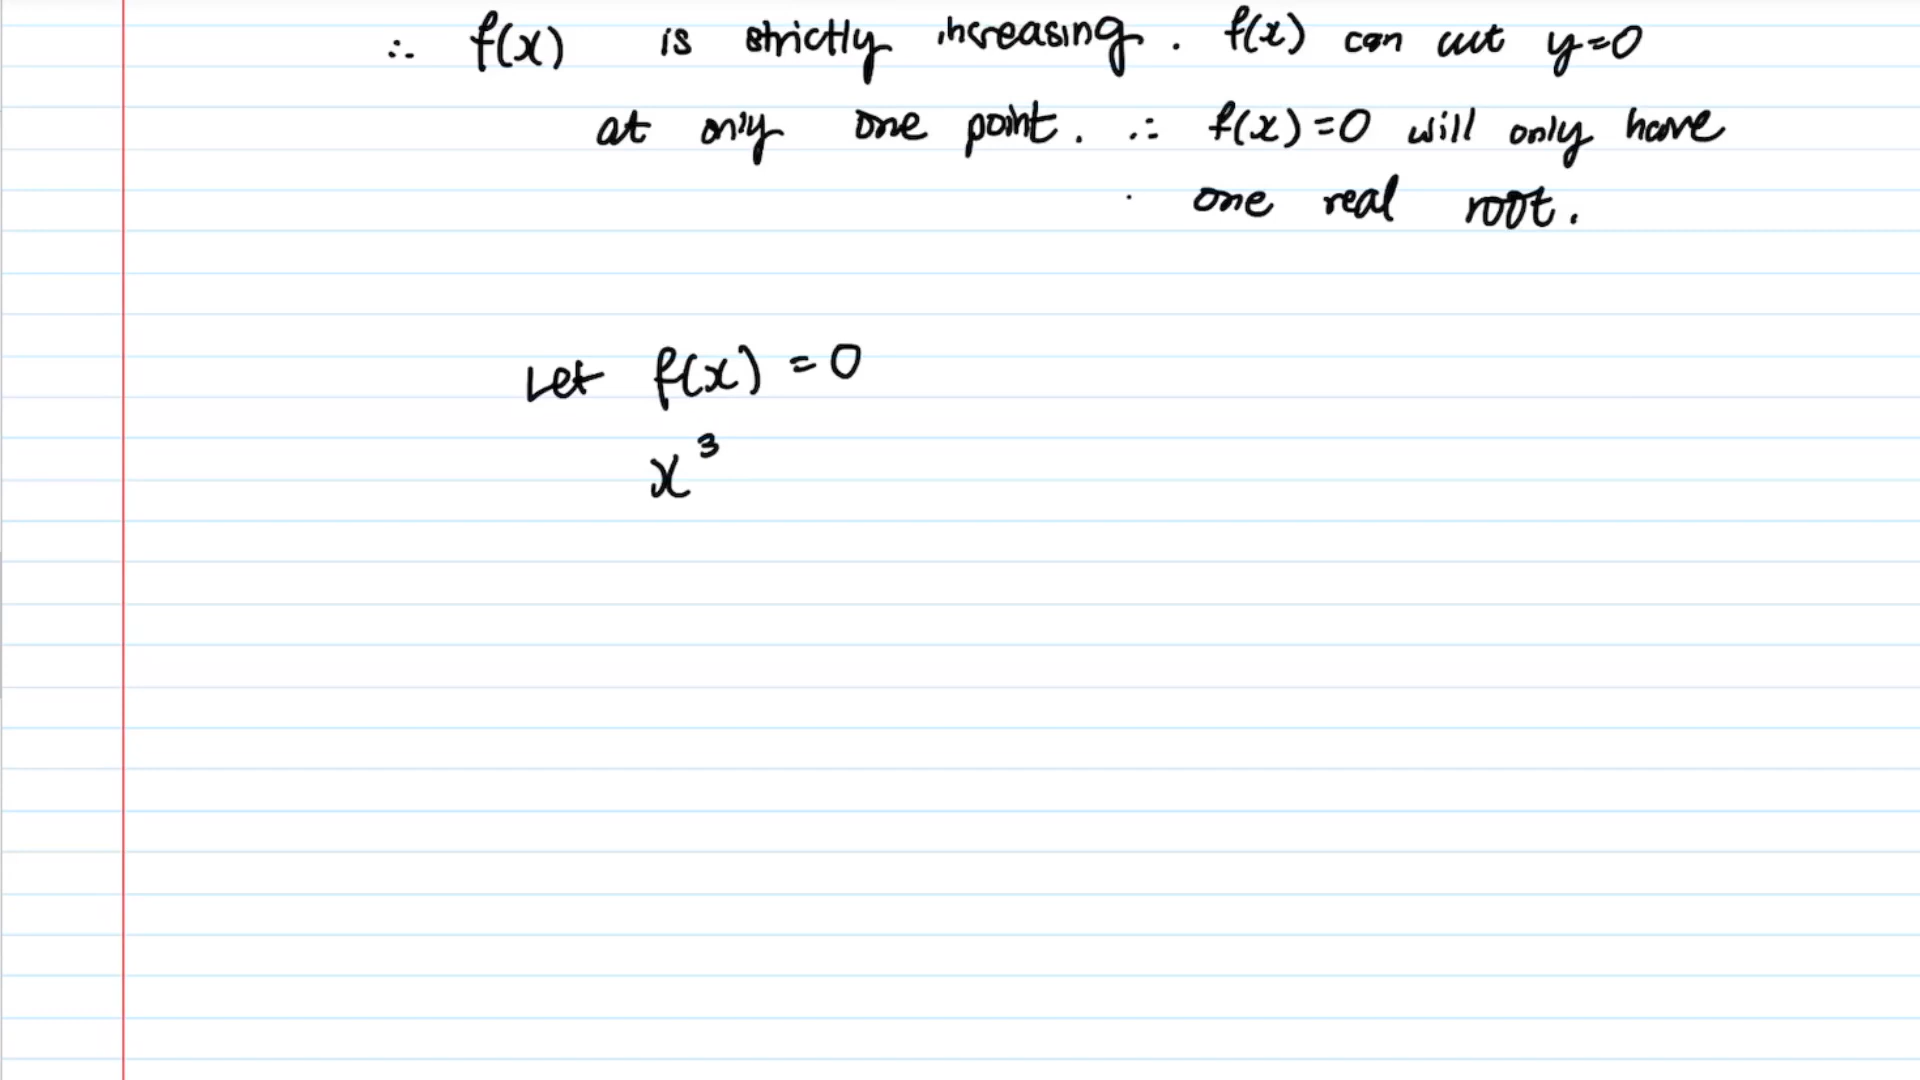 ∴ f(x) is strictly increasing. f(x) can cut y=0
at only one point. ∴ f(x)=0 will only have
one real root.
Let f(x) = 0
x³